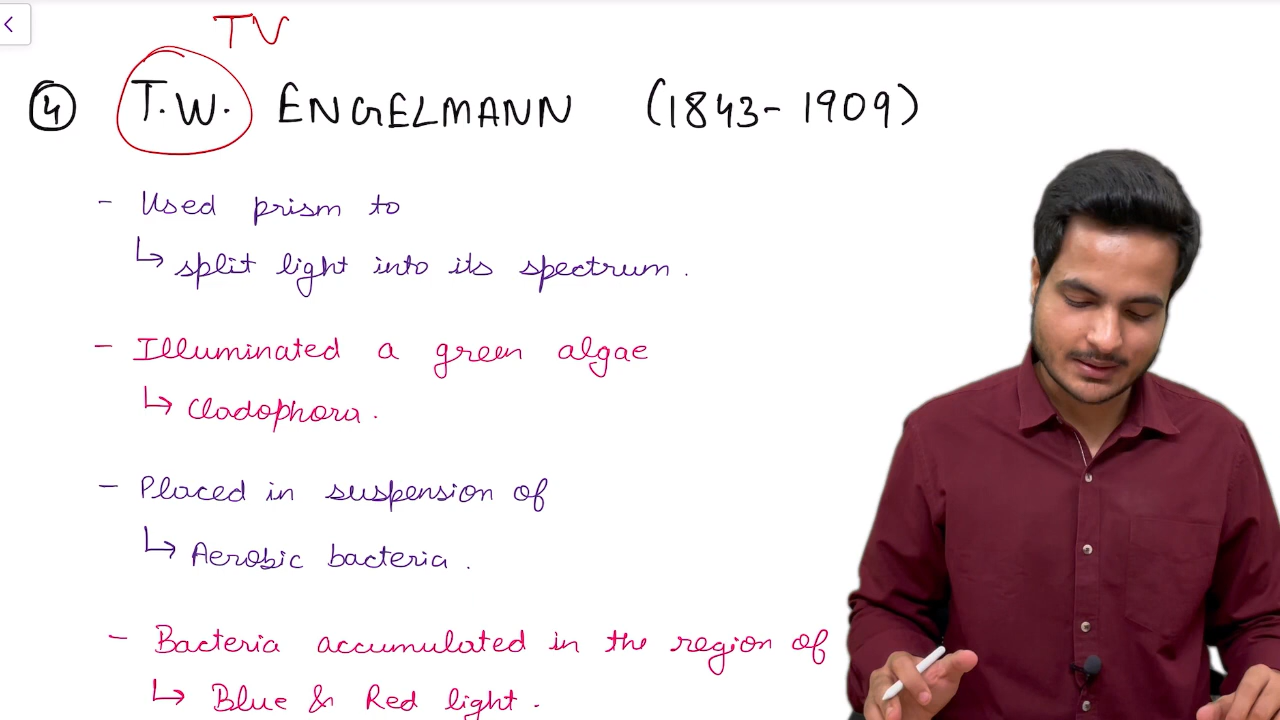 TV
④ T.W. ENGELMANN (1843-1909)
- Used prism to
↳ split light into its spectrum.
- Illuminated a green algae
↳ Cladophora.
- Placed in suspension of
↳ Aerobic bacteria.
- Bacteria accumulated in the region of
↳ Blue & Red light.